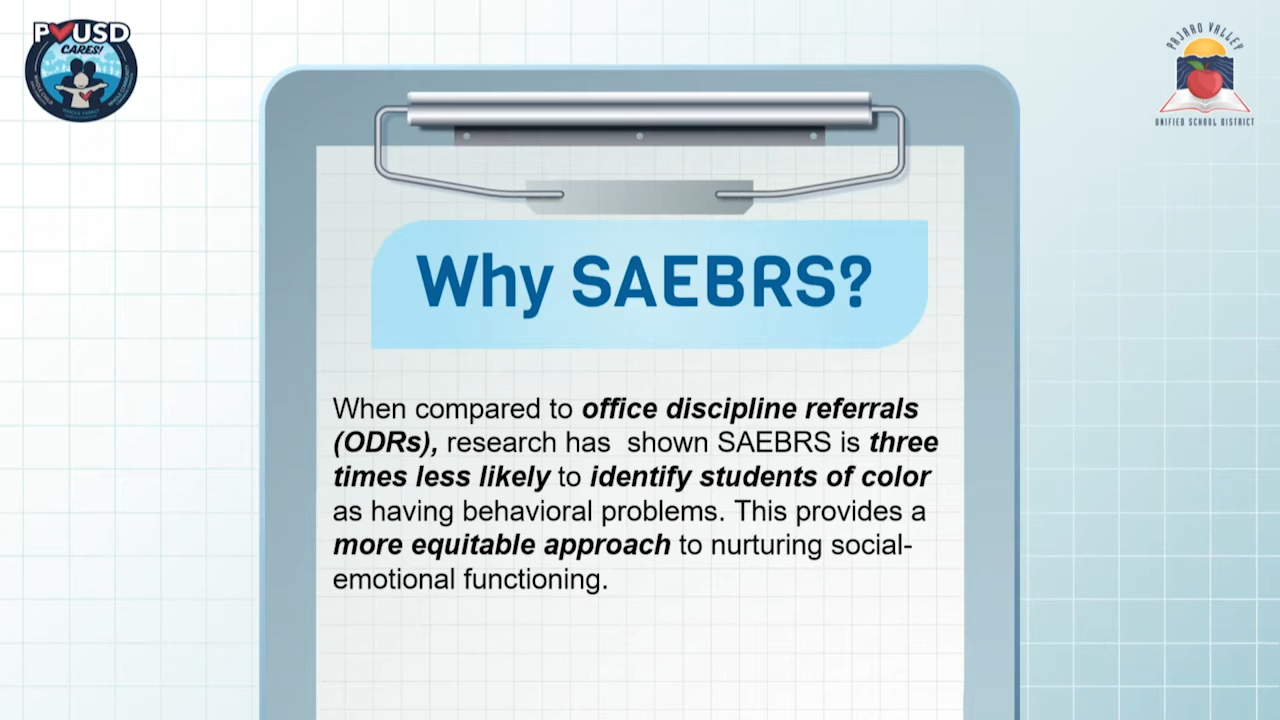 PVUSD
CARES!
PAJARO VALLEY
UNIFIED SCHOOL DISTRICT
Why SAEBRS?
When compared to office discipline referrals
(ODRs), research has  shown SAEBRS is three
times less likely to identify students of color
as having behavioral problems. This provides a
more equitable approach to nurturing social-
emotional functioning.